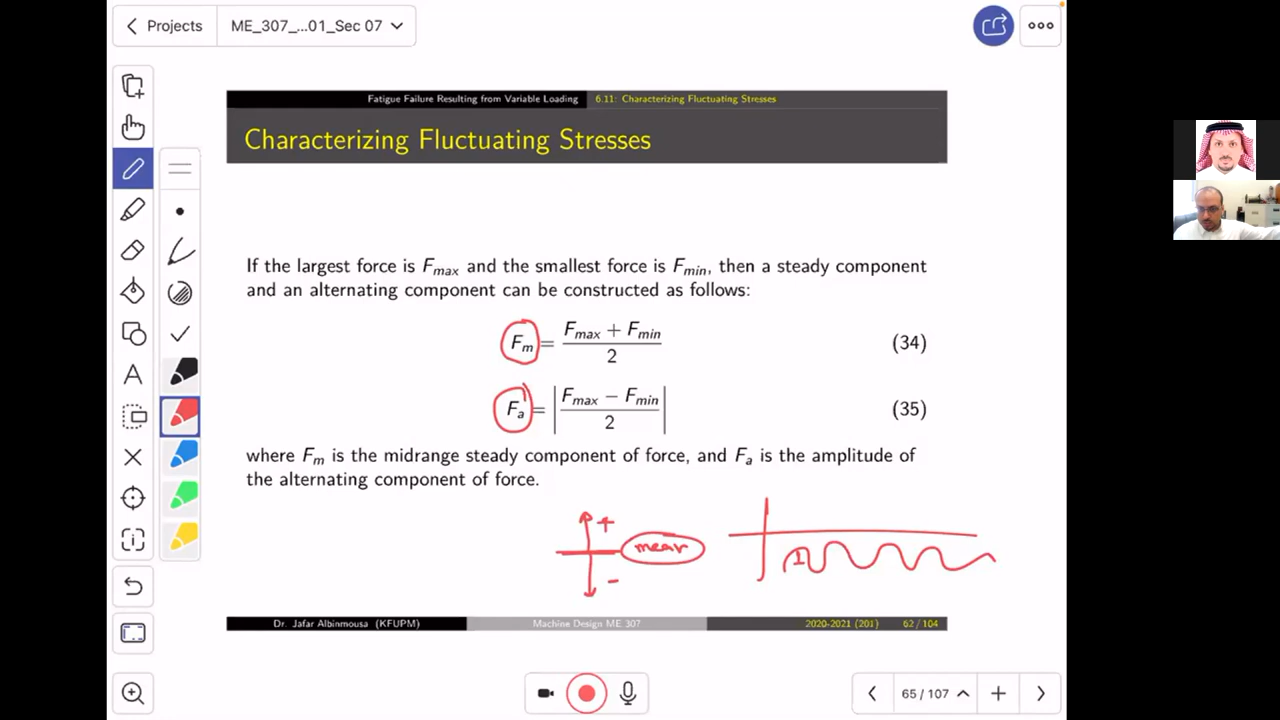 Projects
ME_307_...01_Sec 07
Fatigue Failure Resulting from Variable Loading
6.11: Characterizing Fluctuating Stresses
Characterizing Fluctuating Stresses
If the largest force is Fmax and the smallest force is Fmin, then a steady component
and an alternating component can be constructed as follows:
Fm = (Fmax + Fmin) / 2 (34)
Fa = |(Fmax − Fmin) / 2| (35)
where Fm is the midrange steady component of force, and Fa is the amplitude of
the alternating component of force.
+
mean
-
Dr. Jafar Albinmousa (KFUPM)
Machine Design ME 307
2020-2021 (201)
62 / 104
65 / 107